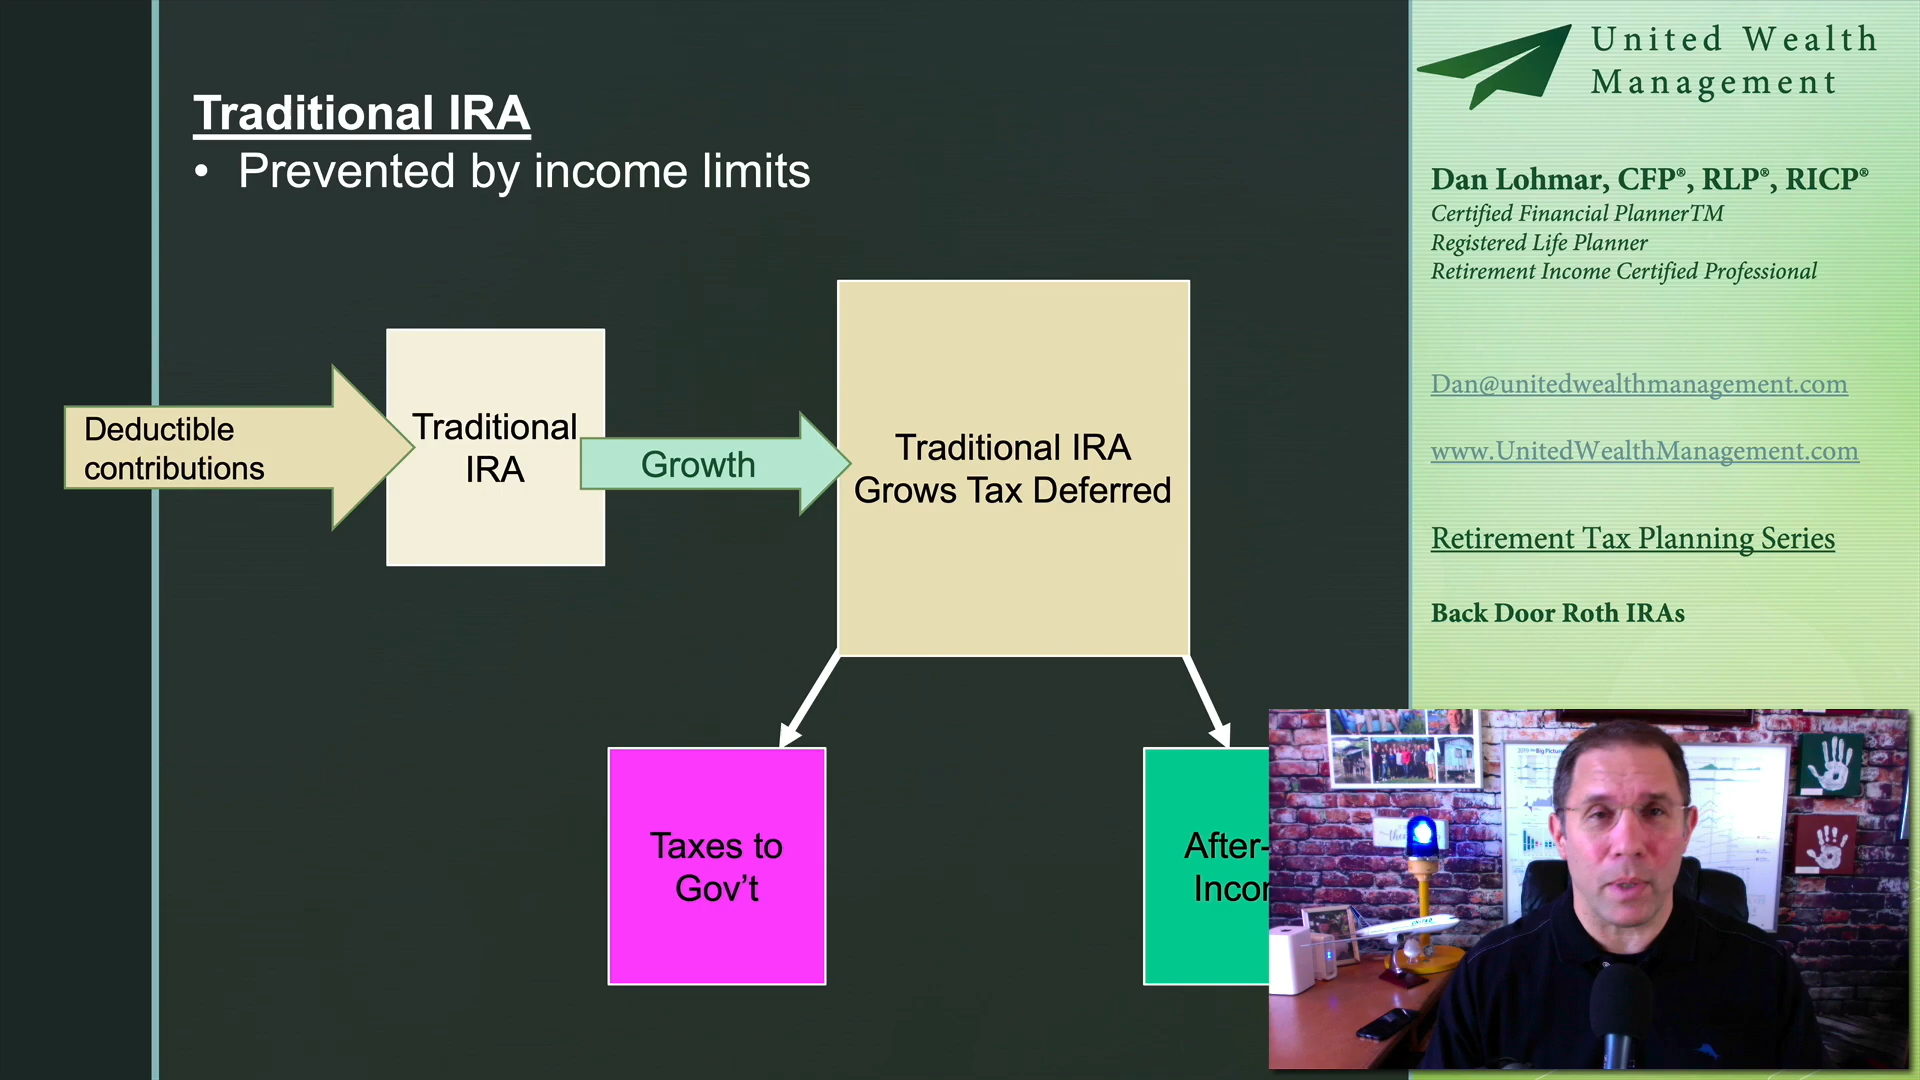 Traditional IRA
• Prevented by income limits
Deductible
contributions
Traditional
IRA
Growth
Traditional IRA
Grows Tax Deferred
Taxes to
Gov't
After-
United Wealth
Management
Dan Lohmar, CFP®, RLP®, RICP®
Certified Financial PlannerTM
Registered Life Planner
Retirement Income Certified Professional
Dan@unitedwealthmanagement.com
www.UnitedWealthManagement.com
Retirement Tax Planning Series
Back Door Roth IRAs